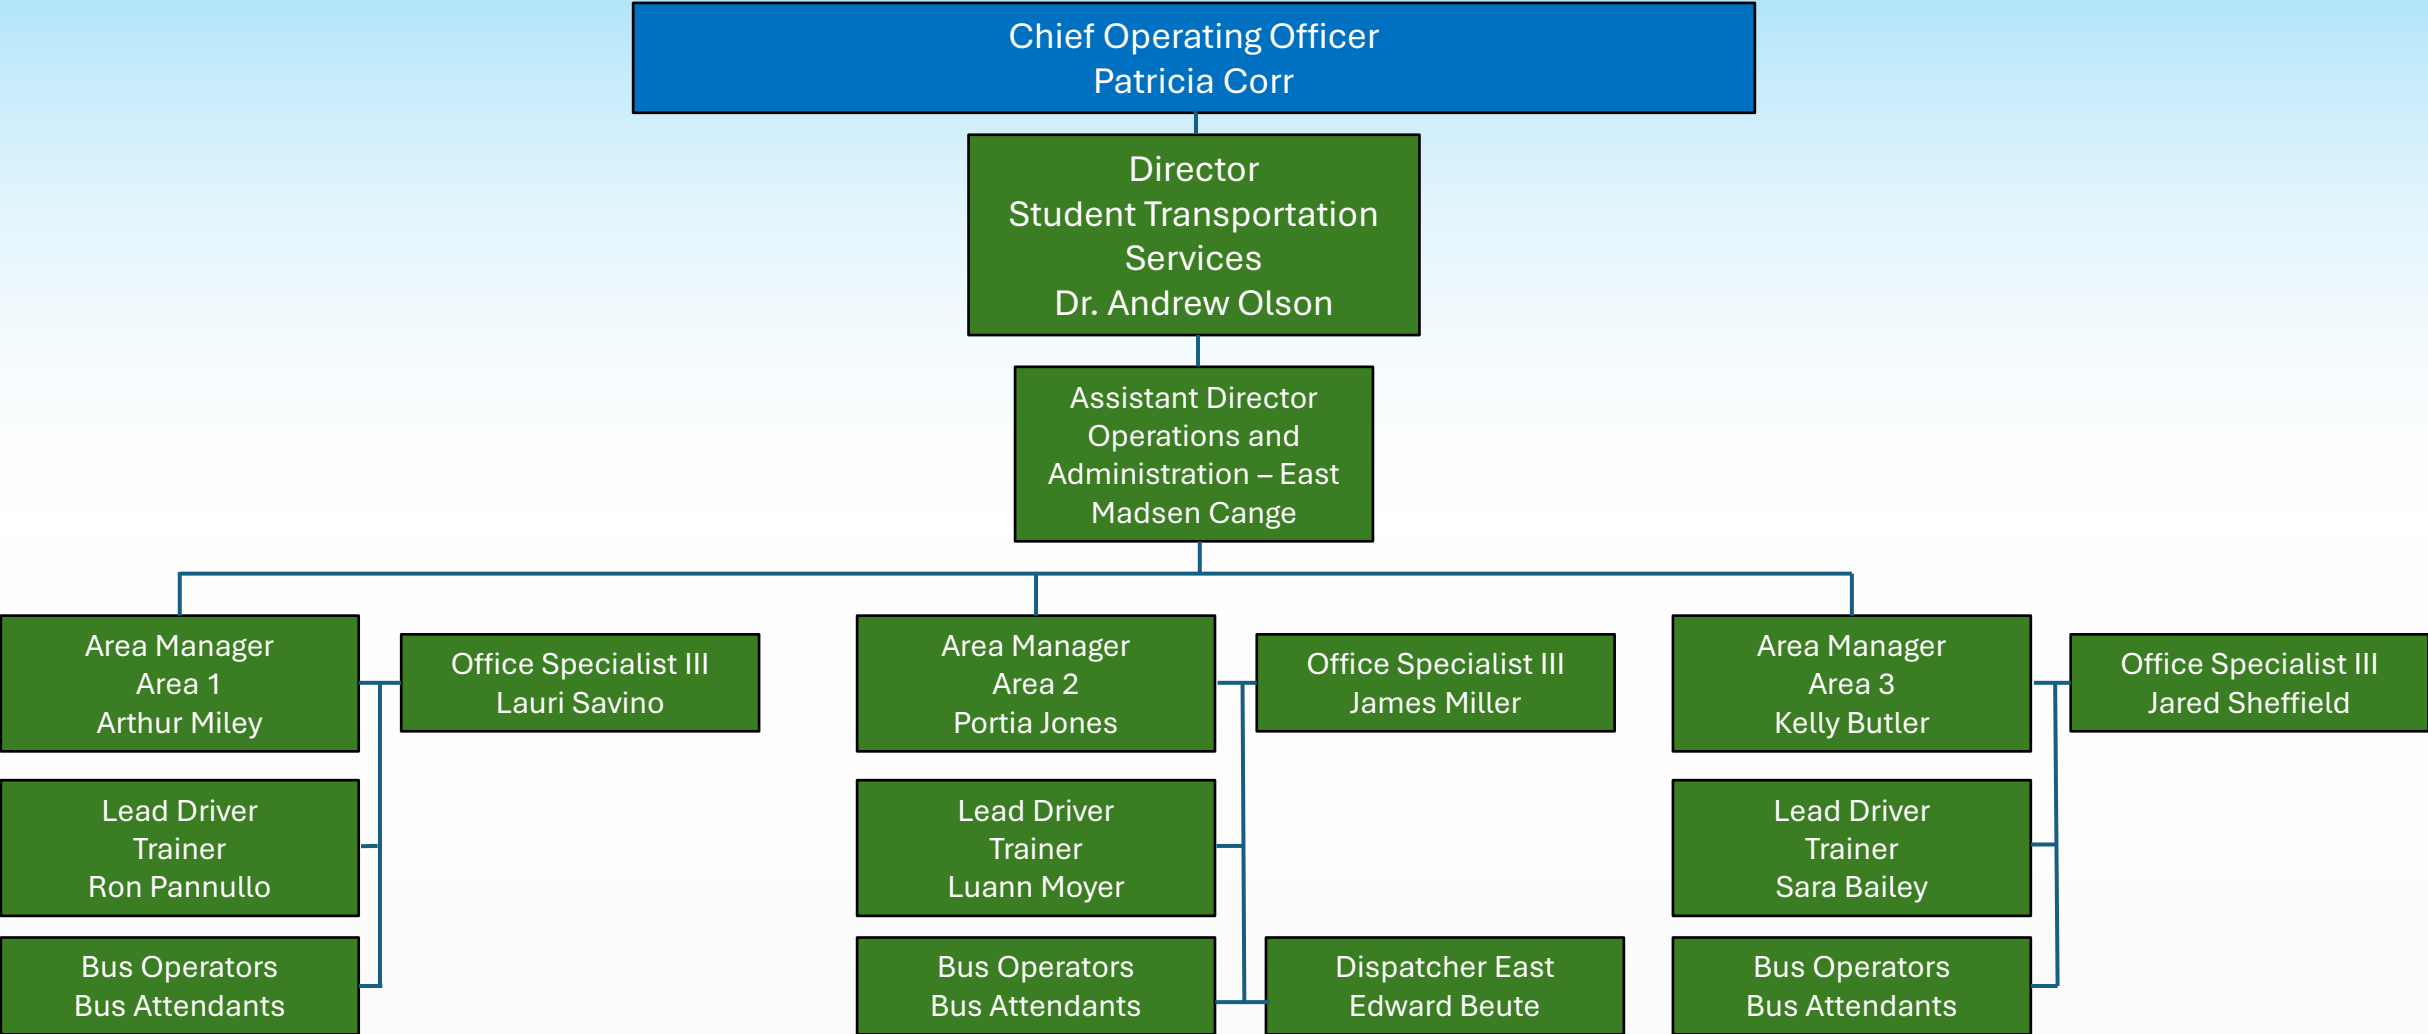 Chief Operating Officer
Patricia Corr
Director
Student Transportation
Services
Dr. Andrew Olson
Assistant Director
Operations and
Administration – East
Madsen Cange
Area Manager
Area 1
Arthur Miley
Office Specialist III
Lauri Savino
Area Manager
Area 2
Portia Jones
Office Specialist III
James Miller
Area Manager
Area 3
Kelly Butler
Office Specialist III
Jared Sheffield
Lead Driver
Trainer
Ron Pannullo
Lead Driver
Trainer
Luann Moyer
Lead Driver
Trainer
Sara Bailey
Bus Operators
Bus Attendants
Bus Operators
Bus Attendants
Dispatcher East
Edward Beute
Bus Operators
Bus Attendants